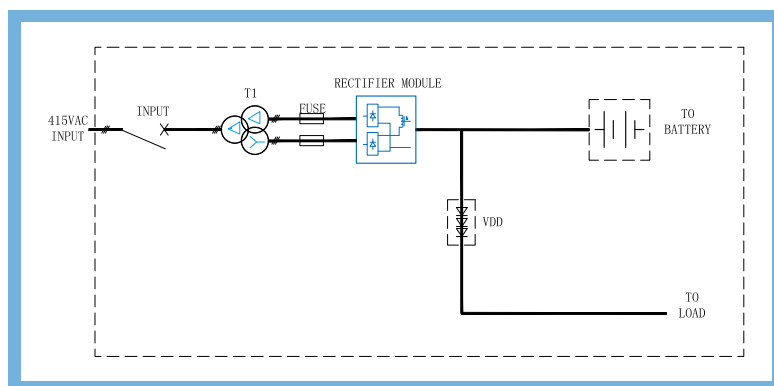 RECTIFIER MODULE
T1
FUSE
INPUT
415VAC
INPUT
TO
BATTERY
VDD
TO
LOAD